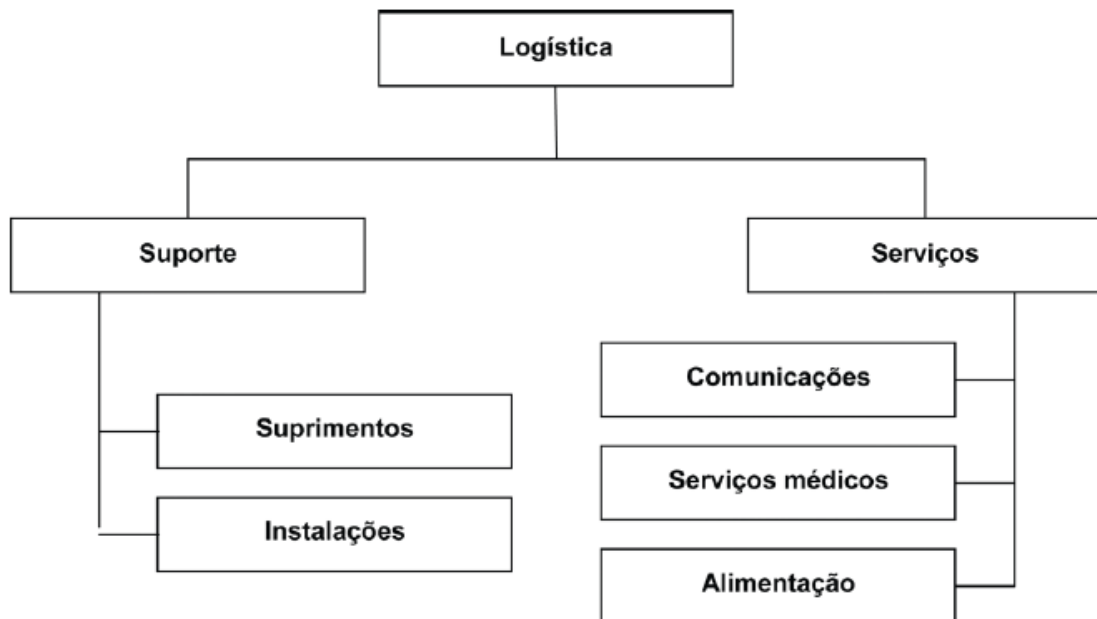 Logística
Suporte
Serviços
Suprimentos
Instalações
Comunicações
Serviços médicos
Alimentação